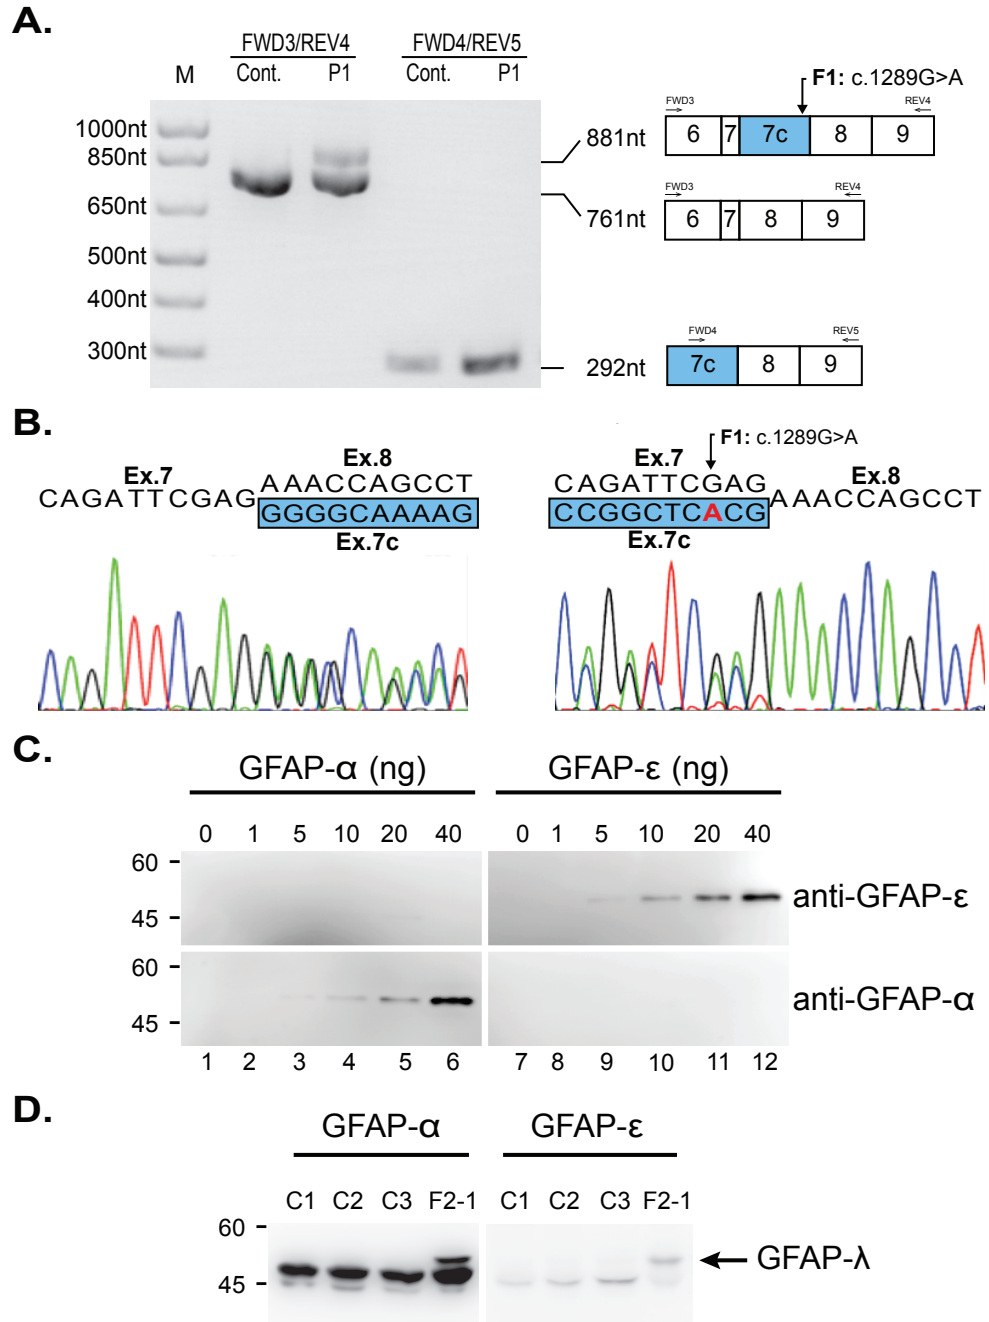 A.
FWD3/REV4 FWD4/REV5
M Cont. P1 Cont. P1
F1: c.1289G>A
1000nt
850nt
650nt
500nt
400nt
300nt
881nt
FWD3 REV4
6 7 7c 8 9
761nt
FWD3 REV4
6 7 8 9
292nt
FWD4 REV5
7c 8 9
B.
F1: c.1289G>A
Ex.7 Ex.8
CAGATTCGAG AAACCAGCCT
GGGGCAAAAG
Ex.7c
Ex.7 Ex.8
CAGATTCGAG AAACCAGCCT
CCGGCTCACG
Ex.7c
C.
GFAP-α (ng) GFAP-ε (ng)
0 1 5 10 20 40 0 1 5 10 20 40
60
45
anti-GFAP-ε
60
45
anti-GFAP-α
1 2 3 4 5 6 7 8 9 10 11 12
D.
GFAP-α GFAP-ε
C1 C2 C3 F2-1 C1 C2 C3 F2-1
60
45
GFAP-λ